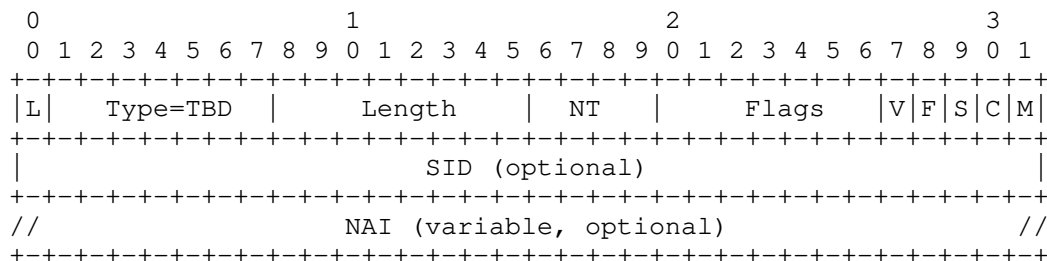 0                   1                   2                   3
 0 1 2 3 4 5 6 7 8 9 0 1 2 3 4 5 6 7 8 9 0 1 2 3 4 5 6 7 8 9 0 1
+-+-+-+-+-+-+-+-+-+-+-+-+-+-+-+-+-+-+-+-+-+-+-+-+-+-+-+-+-+-+-+-+
|L|   Type=TBD  |     Length    |  NT   |     Flags   |V|F|S|C|M|
+-+-+-+-+-+-+-+-+-+-+-+-+-+-+-+-+-+-+-+-+-+-+-+-+-+-+-+-+-+-+-+-+
|                         SID (optional)                        |
+-+-+-+-+-+-+-+-+-+-+-+-+-+-+-+-+-+-+-+-+-+-+-+-+-+-+-+-+-+-+-+-+
//                   NAI (variable, optional)                  //
+-+-+-+-+-+-+-+-+-+-+-+-+-+-+-+-+-+-+-+-+-+-+-+-+-+-+-+-+-+-+-+-+